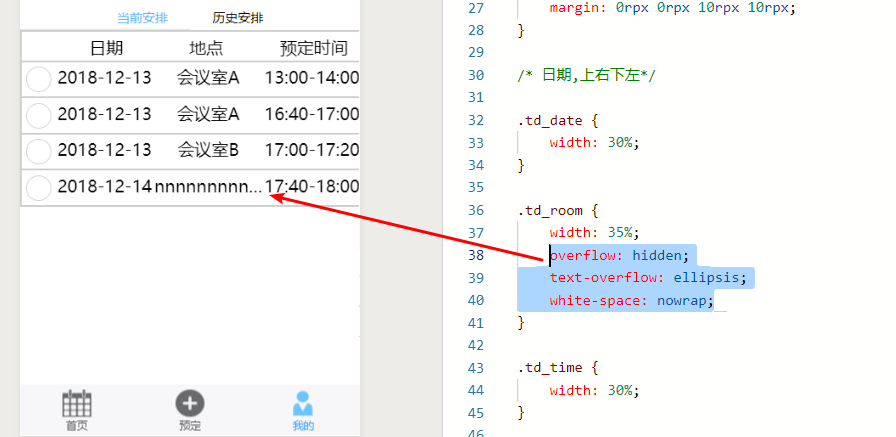 当前安排 历史安排
日期 地点 预定时间
2018-12-13 会议室A 13:00-14:00
2018-12-13 会议室A 16:40-17:00
2018-12-13 会议室B 17:00-17:20
2018-12-14 nnnnnnnnn... 17:40-18:00
首页 预定 我的
27 margin: 0rpx 0rpx 10rpx 10rpx;
28 }
29
30 /* 日期,上右下左*/
31
32 .td_date {
33 width: 30%;
34 }
35
36 .td_room {
37 width: 35%;
38 overflow: hidden;
39 text-overflow: ellipsis;
40 white-space: nowrap;
41 }
42
43 .td_time {
44 width: 30%;
45 }
46